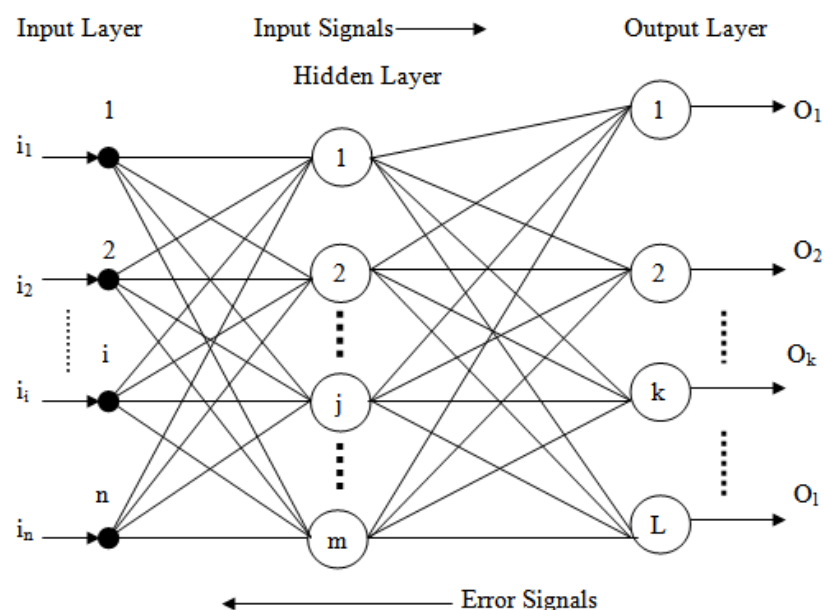 Input Layer Input Signals Output Layer
Hidden Layer
1
1 O₁
i₁ 1
2 O₂
i₂ 2 2
i Oₖ
iᵢ j k
n O₁
iₙ m L
Error Signals